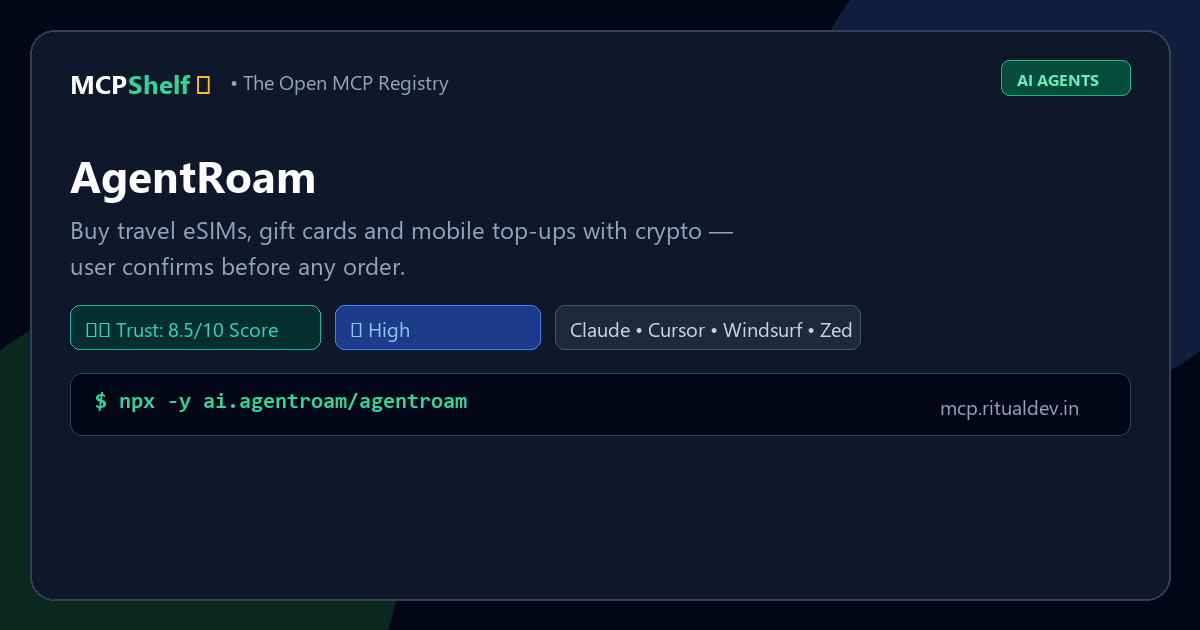 MCPShelf • The Open MCP Registry
AI AGENTS
AgentRoam
Buy travel eSIMs, gift cards and mobile top-ups with crypto —
user confirms before any order.
Trust: 8.5/10 Score
High
Claude • Cursor • Windsurf • Zed
$ npx -y ai.agentroam/agentroam
mcp.ritualdev.in